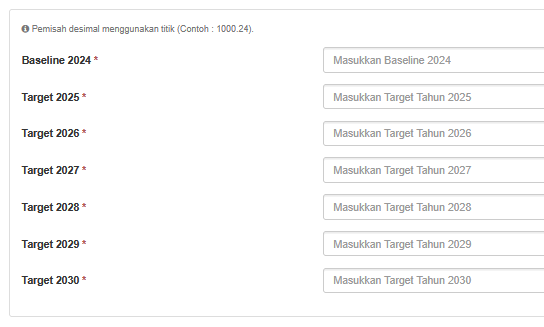 Pemisah desimal menggunakan titik (Contoh : 1000.24).
Baseline 2024 * Masukkan Baseline 2024
Target 2025 * Masukkan Target Tahun 2025
Target 2026 * Masukkan Target Tahun 2026
Target 2027 * Masukkan Target Tahun 2027
Target 2028 * Masukkan Target Tahun 2028
Target 2029 * Masukkan Target Tahun 2029
Target 2030 * Masukkan Target Tahun 2030